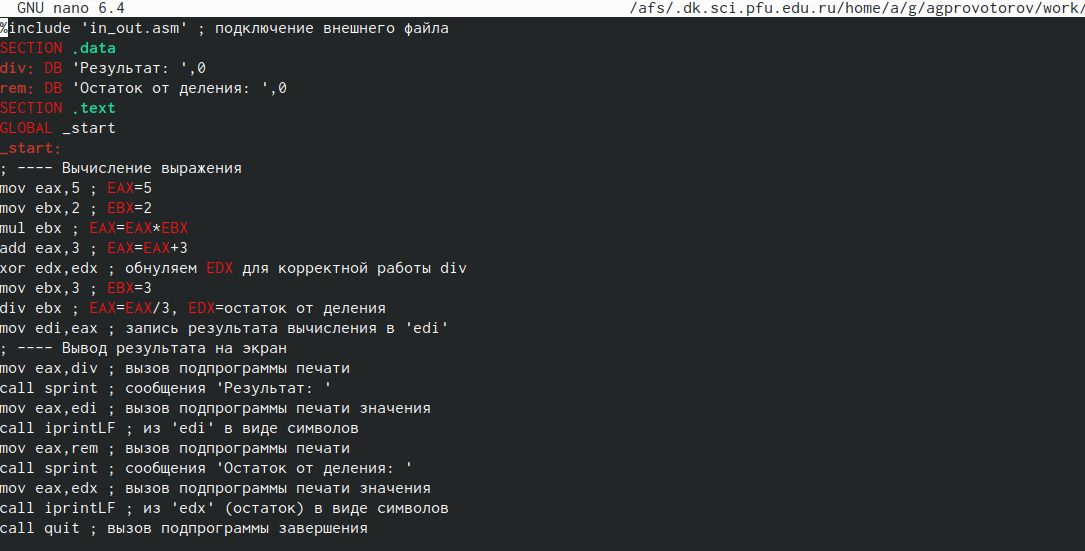 GNU nano 6.4 /afs/.dk.sci.pfu.edu.ru/home/a/g/agprovotorov/work/
%include 'in_out.asm' ; подключение внешнего файла
SECTION .data
div: DB 'Результат: ',0
rem: DB 'Остаток от деления: ',0
SECTION .text
GLOBAL _start
_start:
; ---- Вычисление выражения
mov eax,5 ; EAX=5
mov ebx,2 ; EBX=2
mul ebx ; EAX=EAX*EBX
add eax,3 ; EAX=EAX+3
xor edx,edx ; обнуляем EDX для корректной работы div
mov ebx,3 ; EBX=3
div ebx ; EAX=EAX/3, EDX=остаток от деления
mov edi,eax ; запись результата вычисления в 'edi'
; ---- Вывод результата на экран
mov eax,div ; вызов подпрограммы печати
call sprint ; сообщения 'Результат: '
mov eax,edi ; вызов подпрограммы печати значения
call iprintLF ; из 'edi' в виде символов
mov eax,rem ; вызов подпрограммы печати
call sprint ; сообщения 'Остаток от деления: '
mov eax,edx ; вызов подпрограммы печати значения
call iprintLF ; из 'edx' (остаток) в виде символов
call quit ; вызов подпрограммы завершения